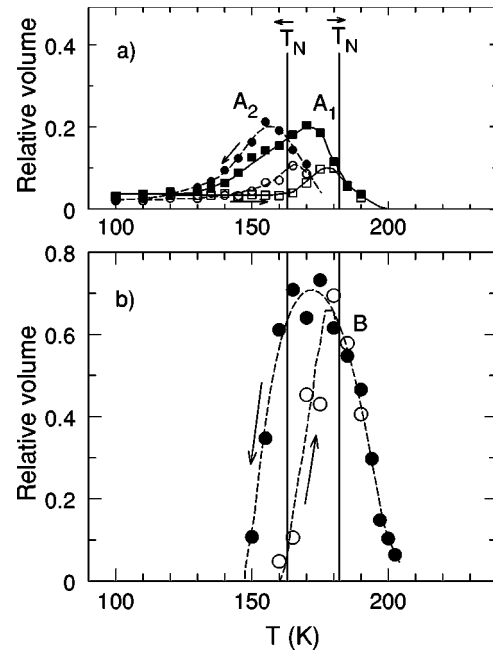 ← →
T_N T_N
0.4
a)
A_2 A_1
Relative volume
0.2
0
100 150 200
0.8
b)
B
0.6
Relative volume
0.4
0.2
0
100 150 200
T (K)